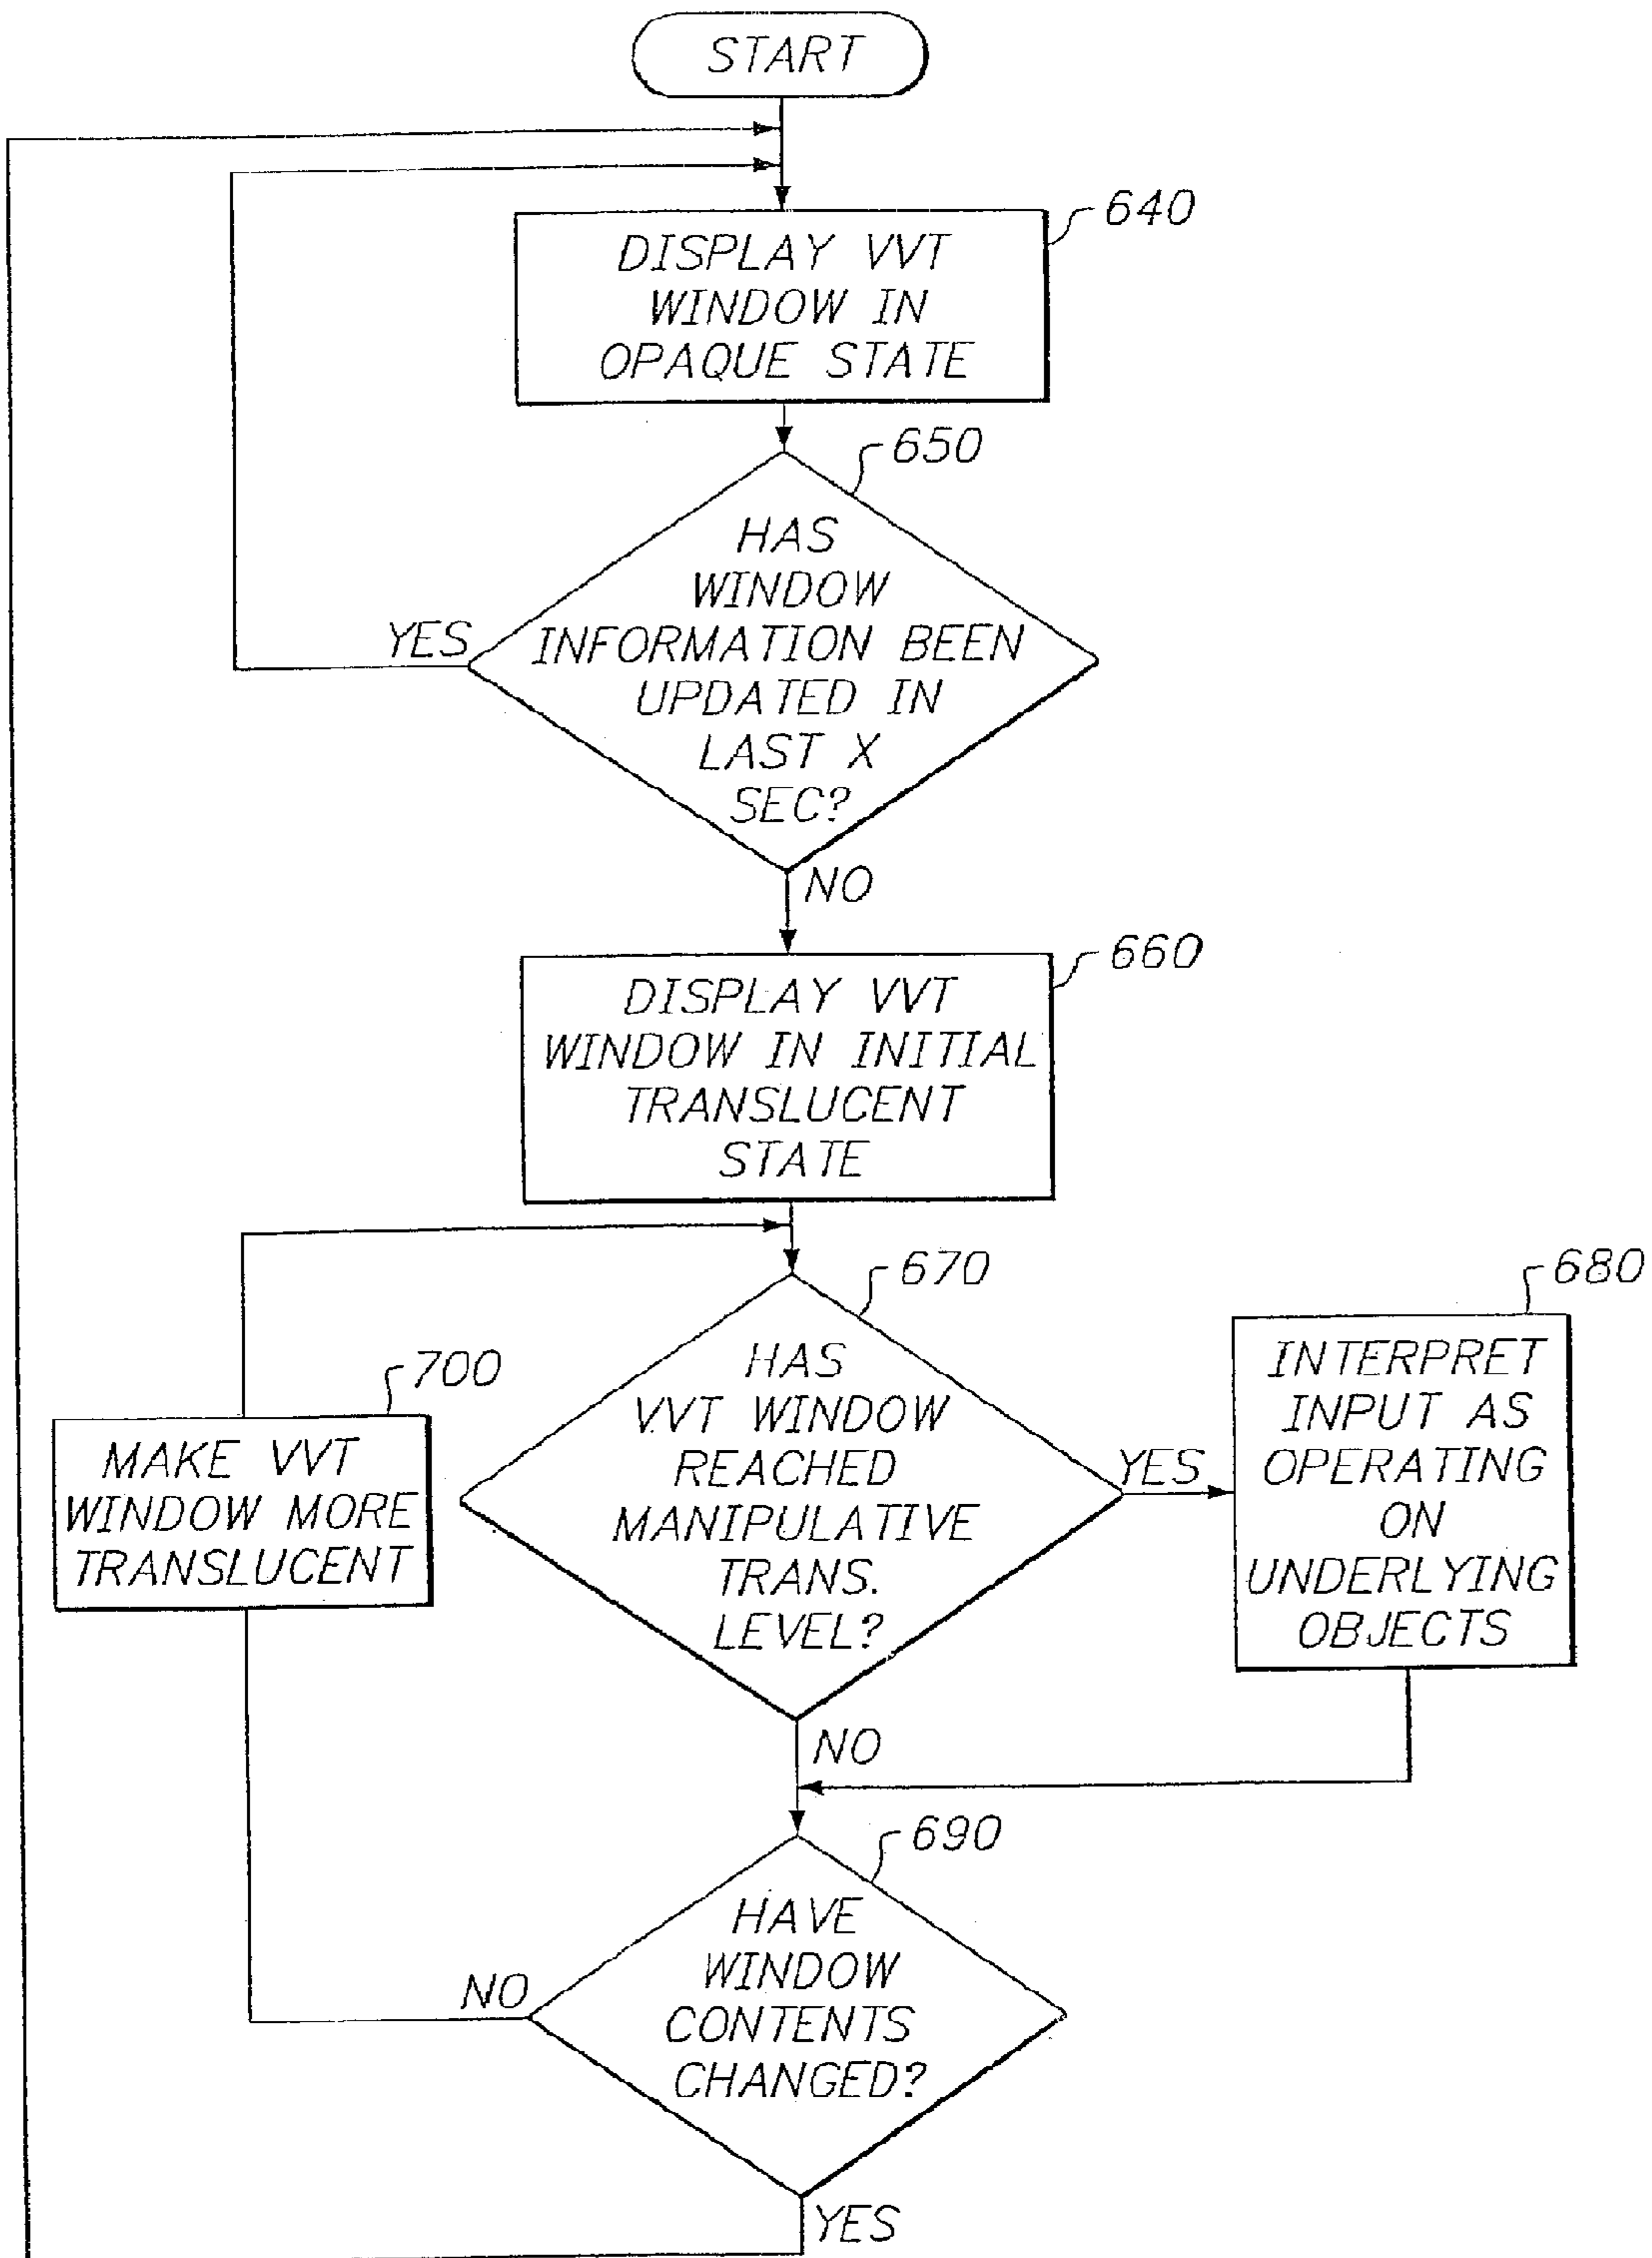 START
640
DISPLAY VVT
WINDOW IN
OPAQUE STATE
650
HAS
WINDOW
INFORMATION BEEN
UPDATED IN
LAST X
SEC?
YES
NO
660
DISPLAY VVT
WINDOW IN INITIAL
TRANSLUCENT
STATE
670
HAS
VVT WINDOW
REACHED
MANIPULATIVE
TRANS.
LEVEL?
YES
680
INTERPRET
INPUT AS
OPERATING
ON
UNDERLYING
OBJECTS
700
MAKE VVT
WINDOW MORE
TRANSLUCENT
NO
690
HAVE
WINDOW
CONTENTS
CHANGED?
NO
YES